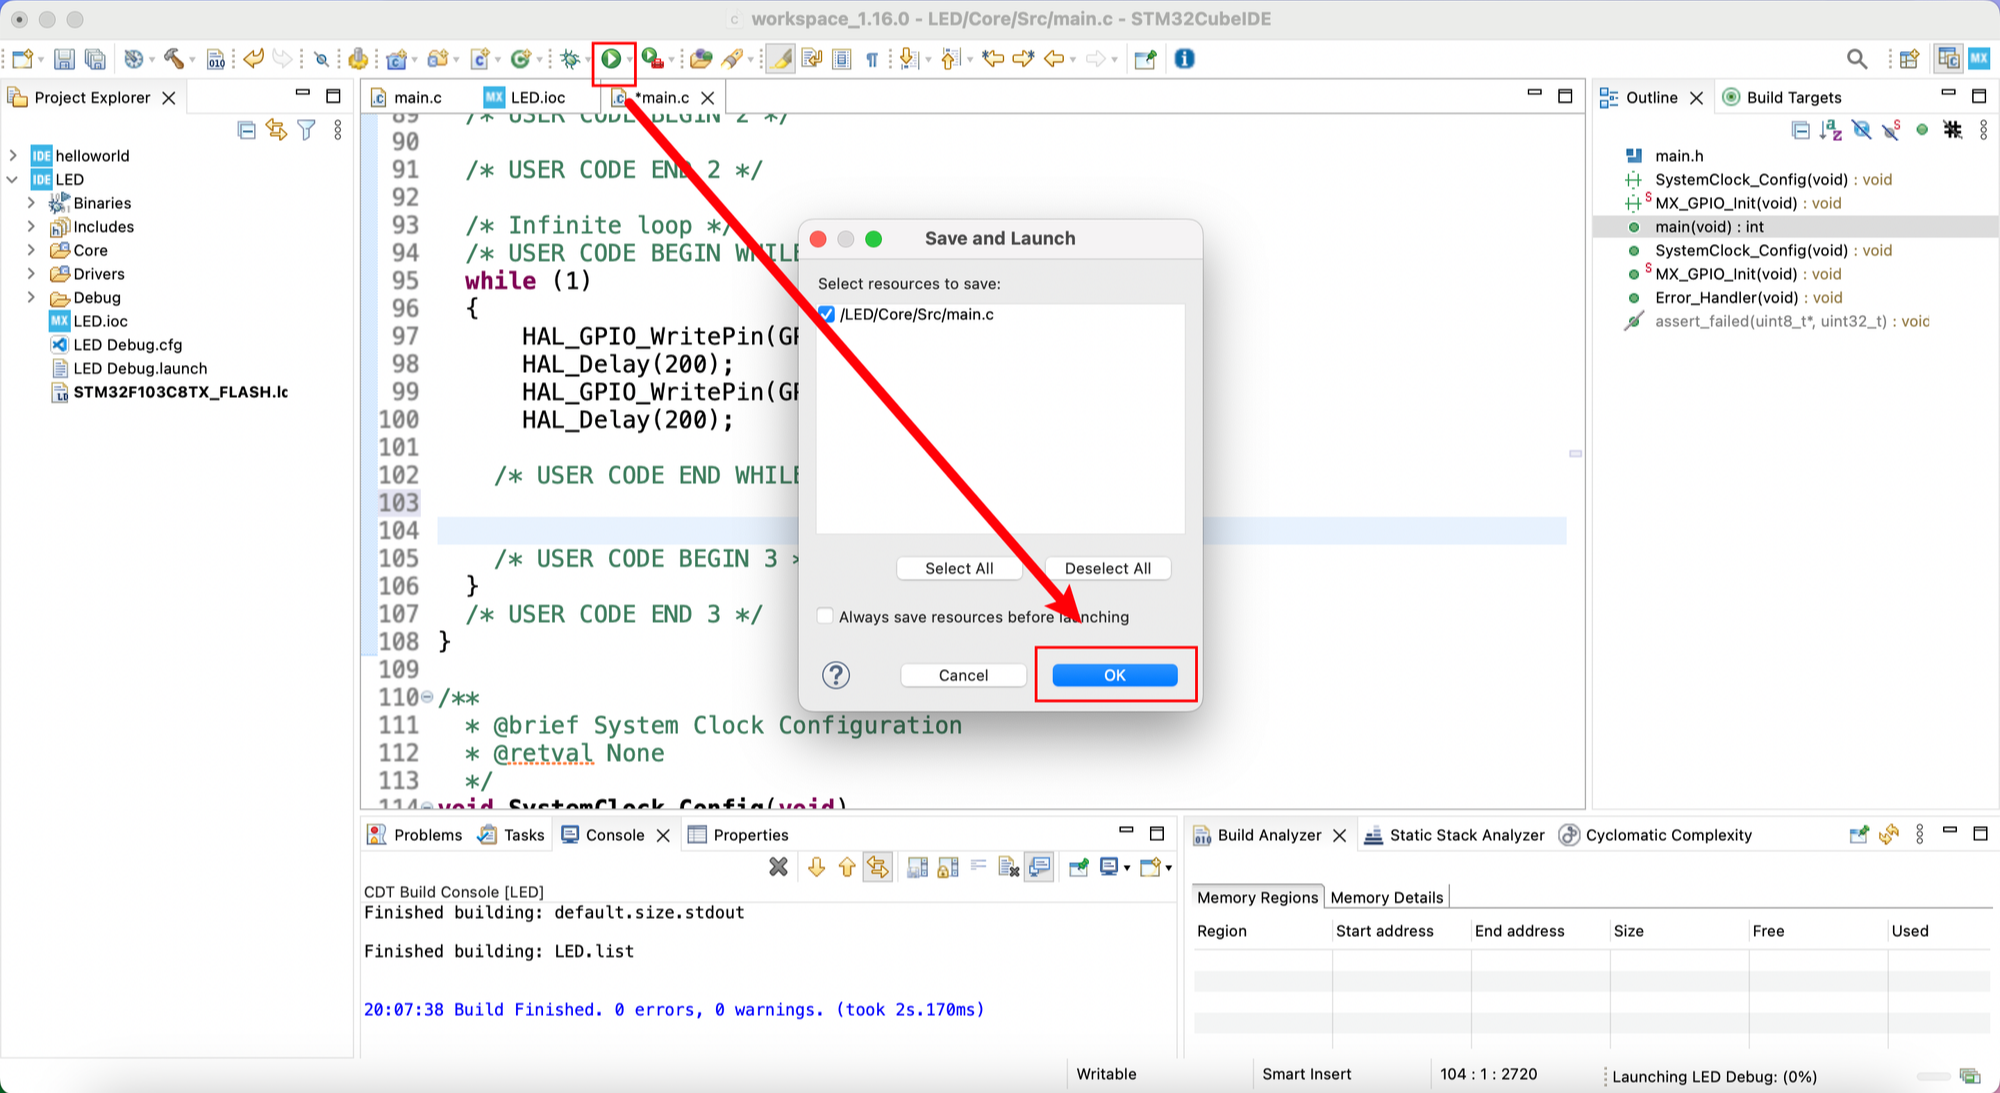 workspace_1.16.0 - LED/Core/Src/main.c - STM32CubeIDE
Project Explorer
helloworld
LED
Binaries
Includes
Core
Drivers
Debug
LED.ioc
LED Debug.cfg
LED Debug.launch
STM32F103C8TX_FLASH.lc
main.c
LED.ioc
*main.c
89 /* USER CODE BEGIN 2 */
90
91 /* USER CODE END 2 */
92
93 /* Infinite loop */
94 /* USER CODE BEGIN WHILE
95 while (1)
96 {
97 HAL_GPIO_WritePin(GP
98 HAL_Delay(200);
99 HAL_GPIO_WritePin(GP
100 HAL_Delay(200);
101
102 /* USER CODE END WHILE
103
104
105 /* USER CODE BEGIN 3 *
106 }
107 /* USER CODE END 3 */
108 }
109
110 /**
111 * @brief System Clock Configuration
112 * @retval None
113 */
114 void SystemClock_Config(void)
Save and Launch
Select resources to save:
/LED/Core/Src/main.c
Select All
Deselect All
Always save resources before launching
?
Cancel
OK
Outline
Build Targets
main.h
SystemClock_Config(void) : void
MX_GPIO_Init(void) : void
main(void) : int
SystemClock_Config(void) : void
MX_GPIO_Init(void) : void
Error_Handler(void) : void
assert_failed(uint8_t*, uint32_t) : voic
Problems
Tasks
Console
Properties
CDT Build Console [LED]
Finished building: default.size.stdout
Finished building: LED.list
20:07:38 Build Finished. 0 errors, 0 warnings. (took 2s.170ms)
Build Analyzer
Static Stack Analyzer
Cyclomatic Complexity
Memory Regions
Memory Details
Region
Start address
End address
Size
Free
Used
Writable
Smart Insert
104 : 1 : 2720
Launching LED Debug: (0%)